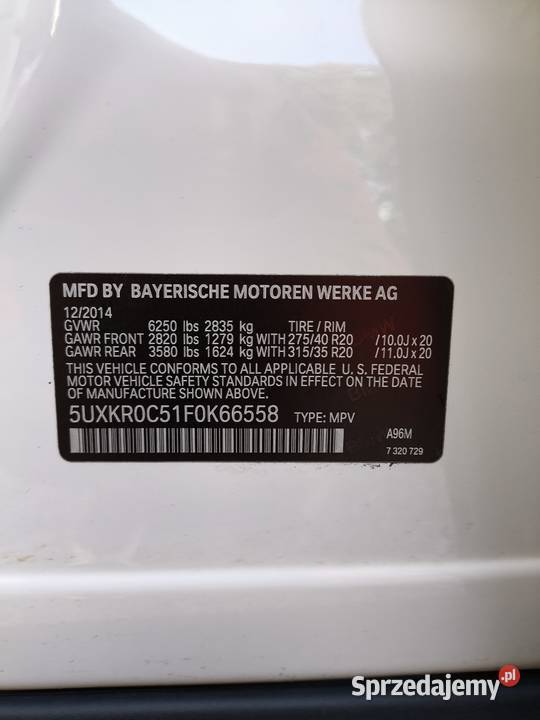 MFD BY BAYERISCHE MOTOREN WERKE AG
12/2014
GVWR 6250 lbs 2835 kg TIRE / RIM
GAWR FRONT 2820 lbs 1279 kg WITH 275/40 R20 /10.0J x 20
GAWR REAR 3580 lbs 1624 kg WITH 315/35 R20 /11.0J x 20
THIS VEHICLE CONFORMS TO ALL APPLICABLE U. S. FEDERAL
MOTOR VEHICLE SAFETY STANDARDS IN EFFECT ON THE DATE
OF MANUFACTURE SHOWN ABOVE.
5UXKR0C51F0K66558 TYPE: MPV
A96M
7 320 729
Sprzedajemy.pl